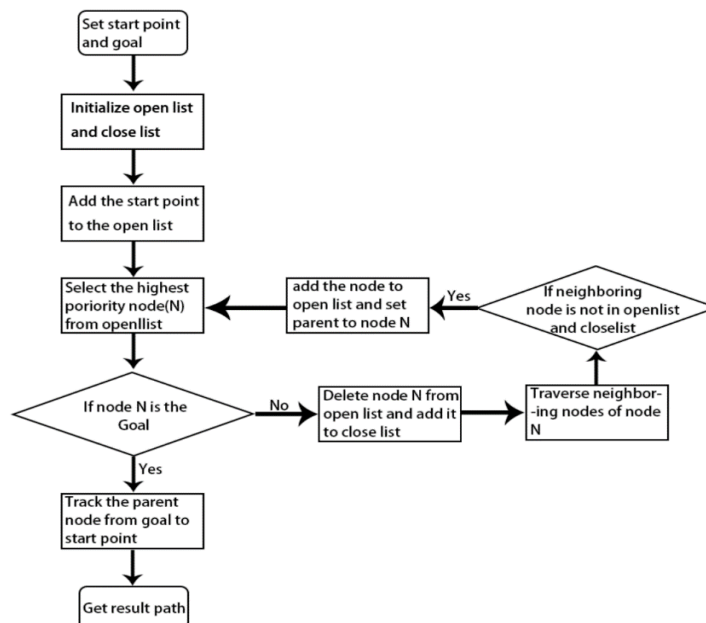 Set start point
and goal
Initialize open list
and close list
Add the start point
to the open list
Select the highest
poriority node(N)
from openllist
add the node to
open list and set
parent to node N
Yes
If neighboring
node is not in openlist
and closelist
If node N is the
Goal
No
Delete node N from
open list and add it
to close list
Traverse neighbor-
-ing nodes of node
N
Yes
Track the parent
node from goal to
start point
Get result path